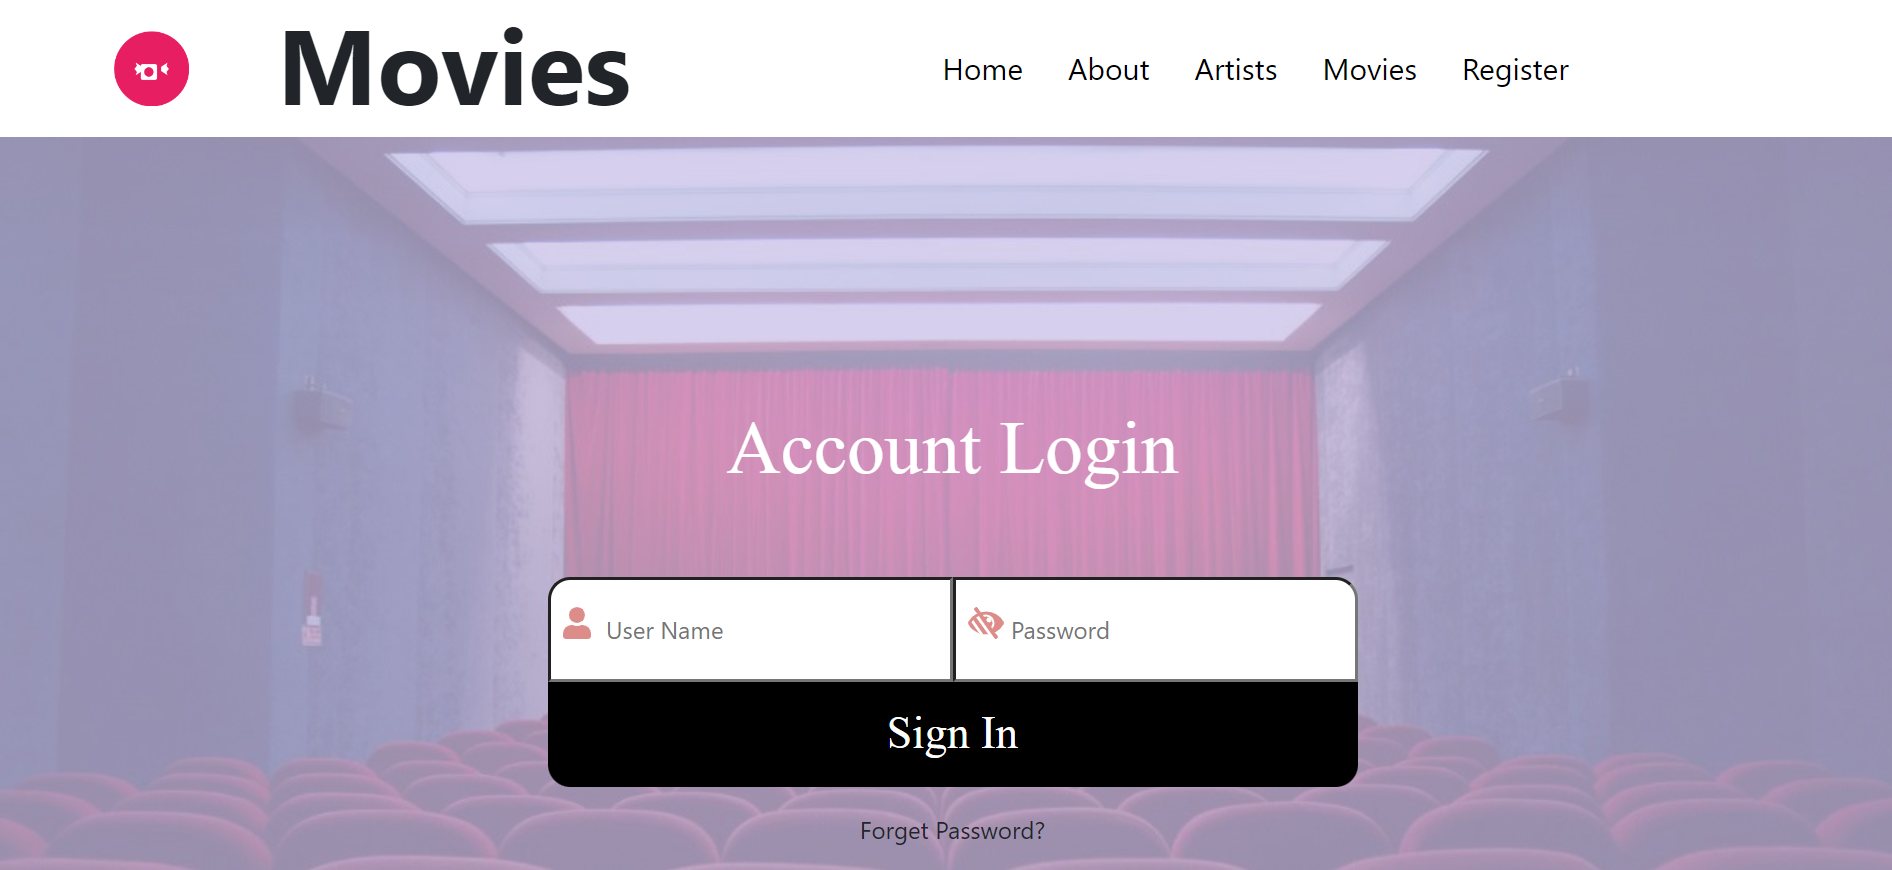 Movies
Home About Artists Movies Register
Account Login
User Name Password
Sign In
Forget Password?